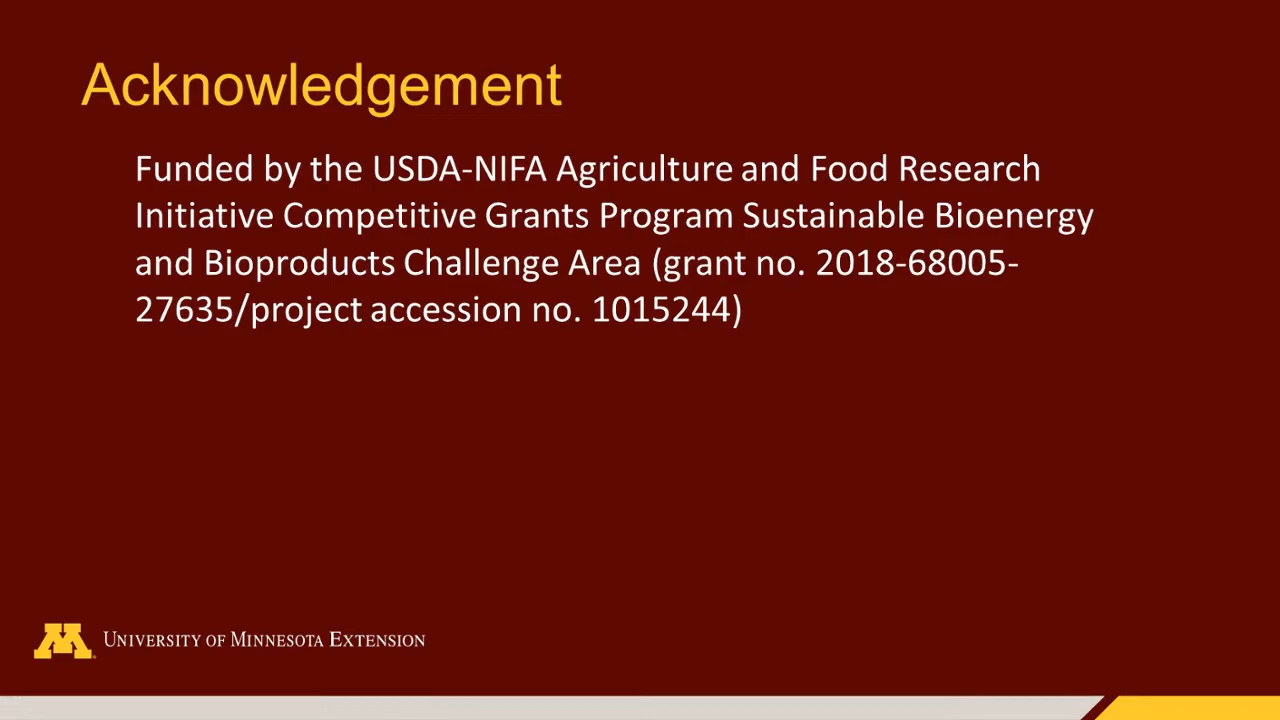 Acknowledgement
Funded by the USDA-NIFA Agriculture and Food Research
Initiative Competitive Grants Program Sustainable Bioenergy
and Bioproducts Challenge Area (grant no. 2018-68005-
27635/project accession no. 1015244)
M
UNIVERSITY OF MINNESOTA EXTENSION